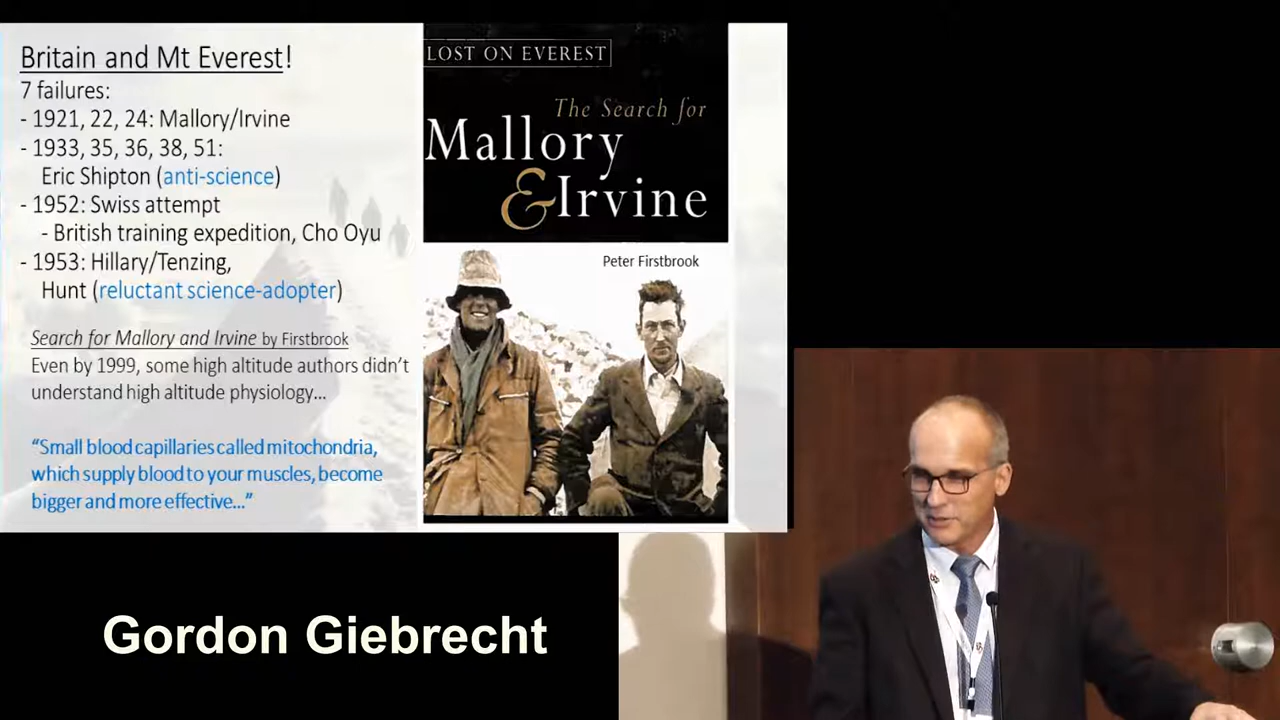 Britain and Mt Everest!
7 failures:
- 1921, 22, 24: Mallory/Irvine
- 1933, 35, 36, 38, 51:
Eric Shipton (anti-science)
- 1952: Swiss attempt
- British training expedition, Cho Oyu
- 1953: Hillary/Tenzing,
Hunt (reluctant science-adopter)
Search for Mallory and Irvine by Firstbrook
Even by 1999, some high altitude authors didn't
understand high altitude physiology...
“Small blood capillaries called mitochondria,
which supply blood to your muscles, become
bigger and more effective...”
LOST ON EVEREST
The Search for
Mallory
& Irvine
Peter Firstbrook
Gordon Giebrecht